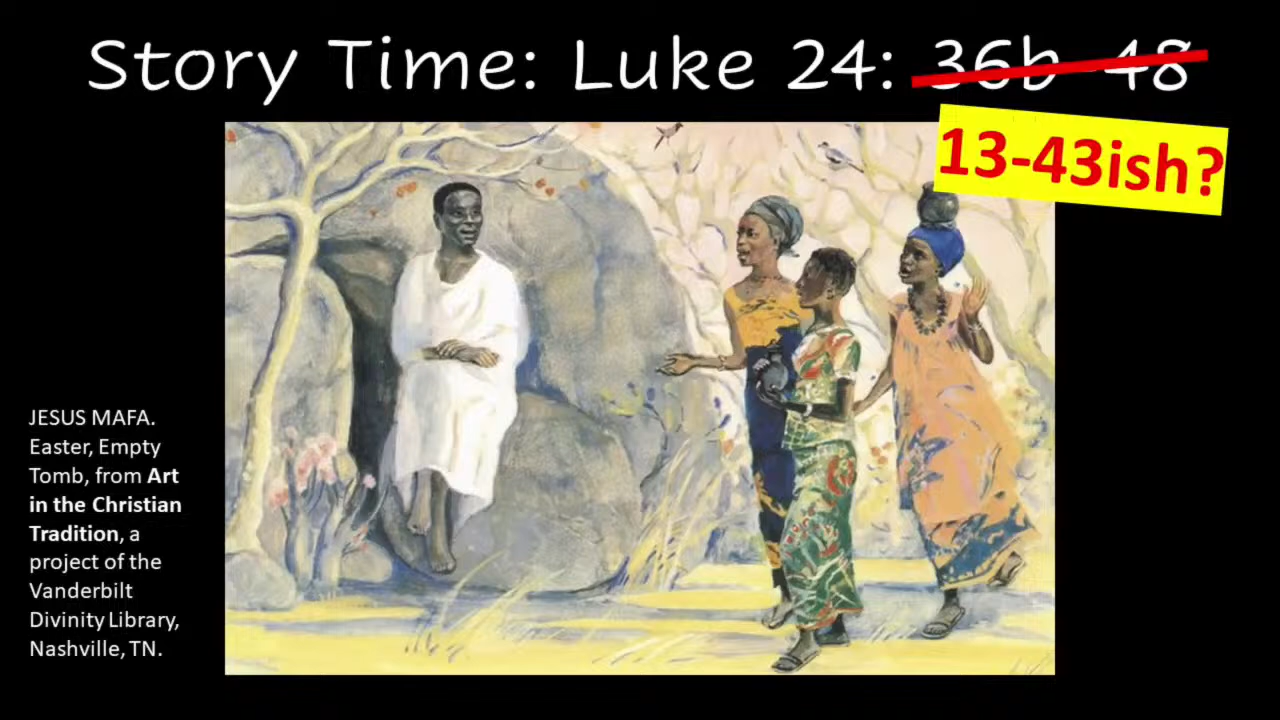 Story Time: Luke 24: 36b-48
13-43ish?
JESUS MAFA.
Easter, Empty
Tomb, from Art
in the Christian
Tradition, a
project of the
Vanderbilt
Divinity Library,
Nashville, TN.